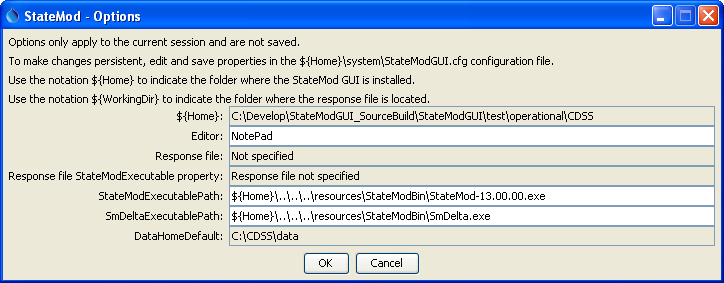 StateMod - Options
Options only apply to the current session and are not saved.
To make changes persistent, edit and save properties in the ${Home}\system\StateModGUI.cfg configuration file.
Use the notation ${Home} to indicate the folder where the StateMod GUI is installed.
Use the notation ${WorkingDir} to indicate the folder where the response file is located.
${Home}: C:\Develop\StateModGUI_SourceBuild\StateModGUI\test\operational\CDSS
Editor: NotePad
Response file: Not specified
Response file StateModExecutable property: Response file not specified
StateModExecutablePath: ${Home}\..\..\..\resources\StateModBin\StateMod-13.00.00.exe
SmDeltaExecutablePath: ${Home}\..\..\..\resources\StateModBin\SmDelta.exe
DataHomeDefault: C:\CDSS\data
OK Cancel